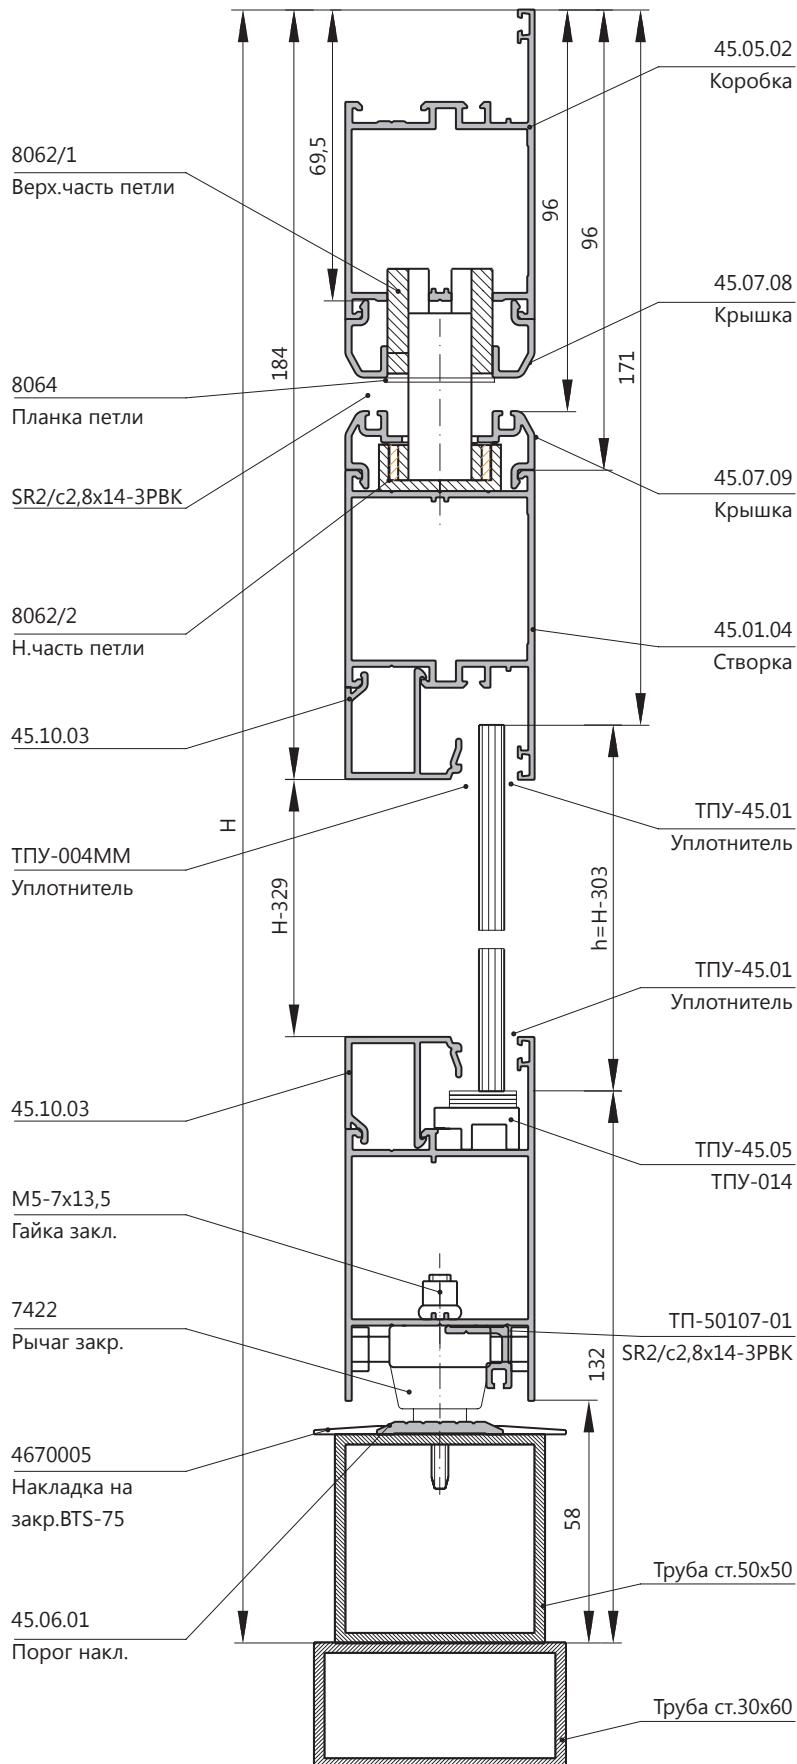 45.05.02
Коробка
8062/1
Верх.часть петли
69,5
96
96
45.07.08
Крышка
184
171
8064
Планка петли
SR2/c2,8x14-3PBK
45.07.09
Крышка
8062/2
Н.часть петли
45.01.04
Створка
45.10.03
H
ТПУ-45.01
Уплотнитель
ТПУ-004ММ
Уплотнитель
H-329
h=H-303
ТПУ-45.01
Уплотнитель
45.10.03
ТПУ-45.05
ТПУ-014
M5-7x13,5
Гайка закл.
7422
Рычаг закр.
ТП-50107-01
SR2/c2,8x14-3PBK
132
4670005
Накладка на
закр.BTS-75
58
Труба ст.50х50
45.06.01
Порог накл.
Труба ст.30х60